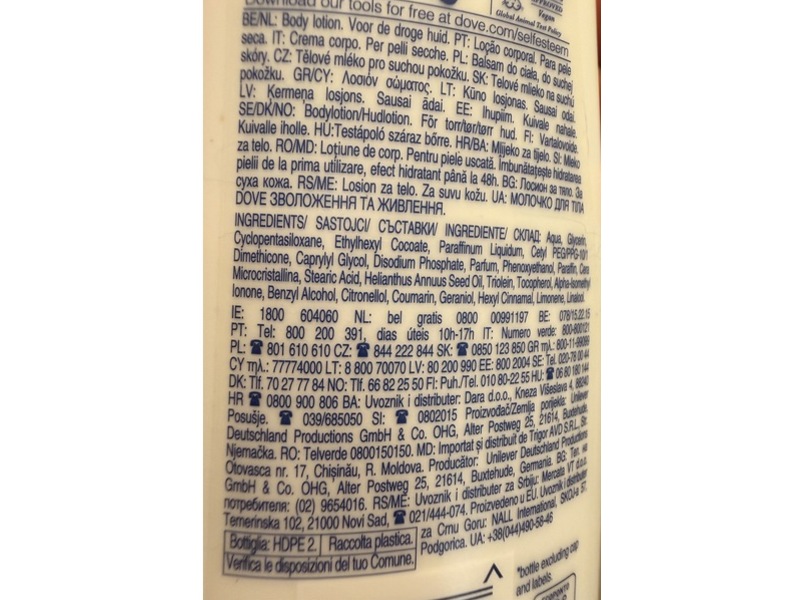 Download our tools for free at dove.com/selfesteem
APPROVED
Global Animal Test Policy
Vegan
BE/NL: Body lotion. Voor de droge huid. PT: Loção corporal. Para pele
seca. IT: Crema corpo. Per pelli secche. PL: Balsam do ciała, do suchej
skóry. CZ: Tělové mléko pro suchou pokožku. SK: Telové mlieko na suchú
pokožku. GR/CY: Λοσιόν σώματος. LT: Kūno losjonas. Sausai odai.
LV: Ķermeņa losjons. Sausai ādai. EE: Ihupiim. Kuivale nahale.
SE/DK/NO: Bodylotion/Hudlotion. För torr/tør/tørr hud. FI: Vartalovoide.
Kuivalle iholle. HU:Testápoló száraz bőrre. HR/BA: Mlijeko za tijelo. SI: Mleko
za telo. RO/MD: Loțiune de corp. Pentru piele uscată. Îmbunătațește hidratarea
pielii de la prima utilizare, efect hidratant până la 48h. BG: Лосион за тяло. За
суха кожа. RS/ME: Losion za telo. Za suvu kožu. UA: МОЛОЧКО ДЛЯ ТІЛА
DOVE ЗВОЛОЖЕННЯ ТА ЖИВЛЕННЯ.
INGREDIENTS/ SASTOJCI/ СЪСТАВКИ/ INGREDIENTE/ СКЛАД: Aqua, Glycerin,
Cyclopentasiloxane, Ethylhexyl Cocoate, Paraffinum Liquidum, Cetyl PEG/PPG-10/1
Dimethicone, Caprylyl Glycol, Disodium Phosphate, Parfum, Phenoxyethanol, Paraffin, Cera
Microcristallina, Stearic Acid, Helianthus Annuus Seed Oil, Triolein, Tocopherol, Alpha-Isomethyl
Ionone, Benzyl Alcohol, Citronellol, Coumarin, Geraniol, Hexyl Cinnamal, Limonene, Linalool.
IE: 1800 604060 NL: bel gratis 0800 00991197 BE: 078/15.22.15
PT: Tel: 800 200 391, dias úteis 10h-17h IT: Numero verde: 800-800121
PL: ☎ 801 610 610 CZ: ☎ 844 222 844 SK: ☎ 0850 123 850 GR τηλ.: 800-11-99099
CY τηλ.: 77774000 LT: 8 800 70070 LV: 80 200 990 EE: 800 2004 SE: Tel. 020-78 00 44
DK: Tlf. 70 27 77 84 NO: Tlf. 66 82 25 50 FI: Puh./Tel. 010 80-22 55 HU: ☎ 06 80 180 144
HR ☎ 0800 900 806 BA: Uvoznik i distributer: Dara d.o.o., Kneza Višeslava 4, 88240
Posušje. ☎ 039/685050 SI: ☎ 0802015 Proizvođač/Zemlja porijekla: Unilever
Deutschland Productions GmbH & Co. OHG, Alter Postweg 25, 21614, Buxtehude,
Njemačka. RO: Telverde 0800150150. MD: Importat și distribuit de Trigor AVD S.R.L., Str.
Otovasca nr. 17, Chișinău, R. Moldova. Producător: Unilever Deutschland Productions
GmbH & Co. OHG, Alter Postweg 25, 21614, Buxtehude, Germania. BG: Тел. на
потребителя: (02) 9654016. RS/ME: Uvoznik i distributer za Srbiju: Mercata VT d.o.o.
Temerinska 102, 21000 Novi Sad, ☎ 021/444-074. Proizvedeno u EU. Uvoznik i distributer
za Crnu Goru: NALL International,
Podgorica. UA: +38(044)490-58-46
Bottiglia: HDPE 2. Raccolta plastica.
Verifica le disposizioni del tuo Comune.
*bottle excluding cap
and labels.